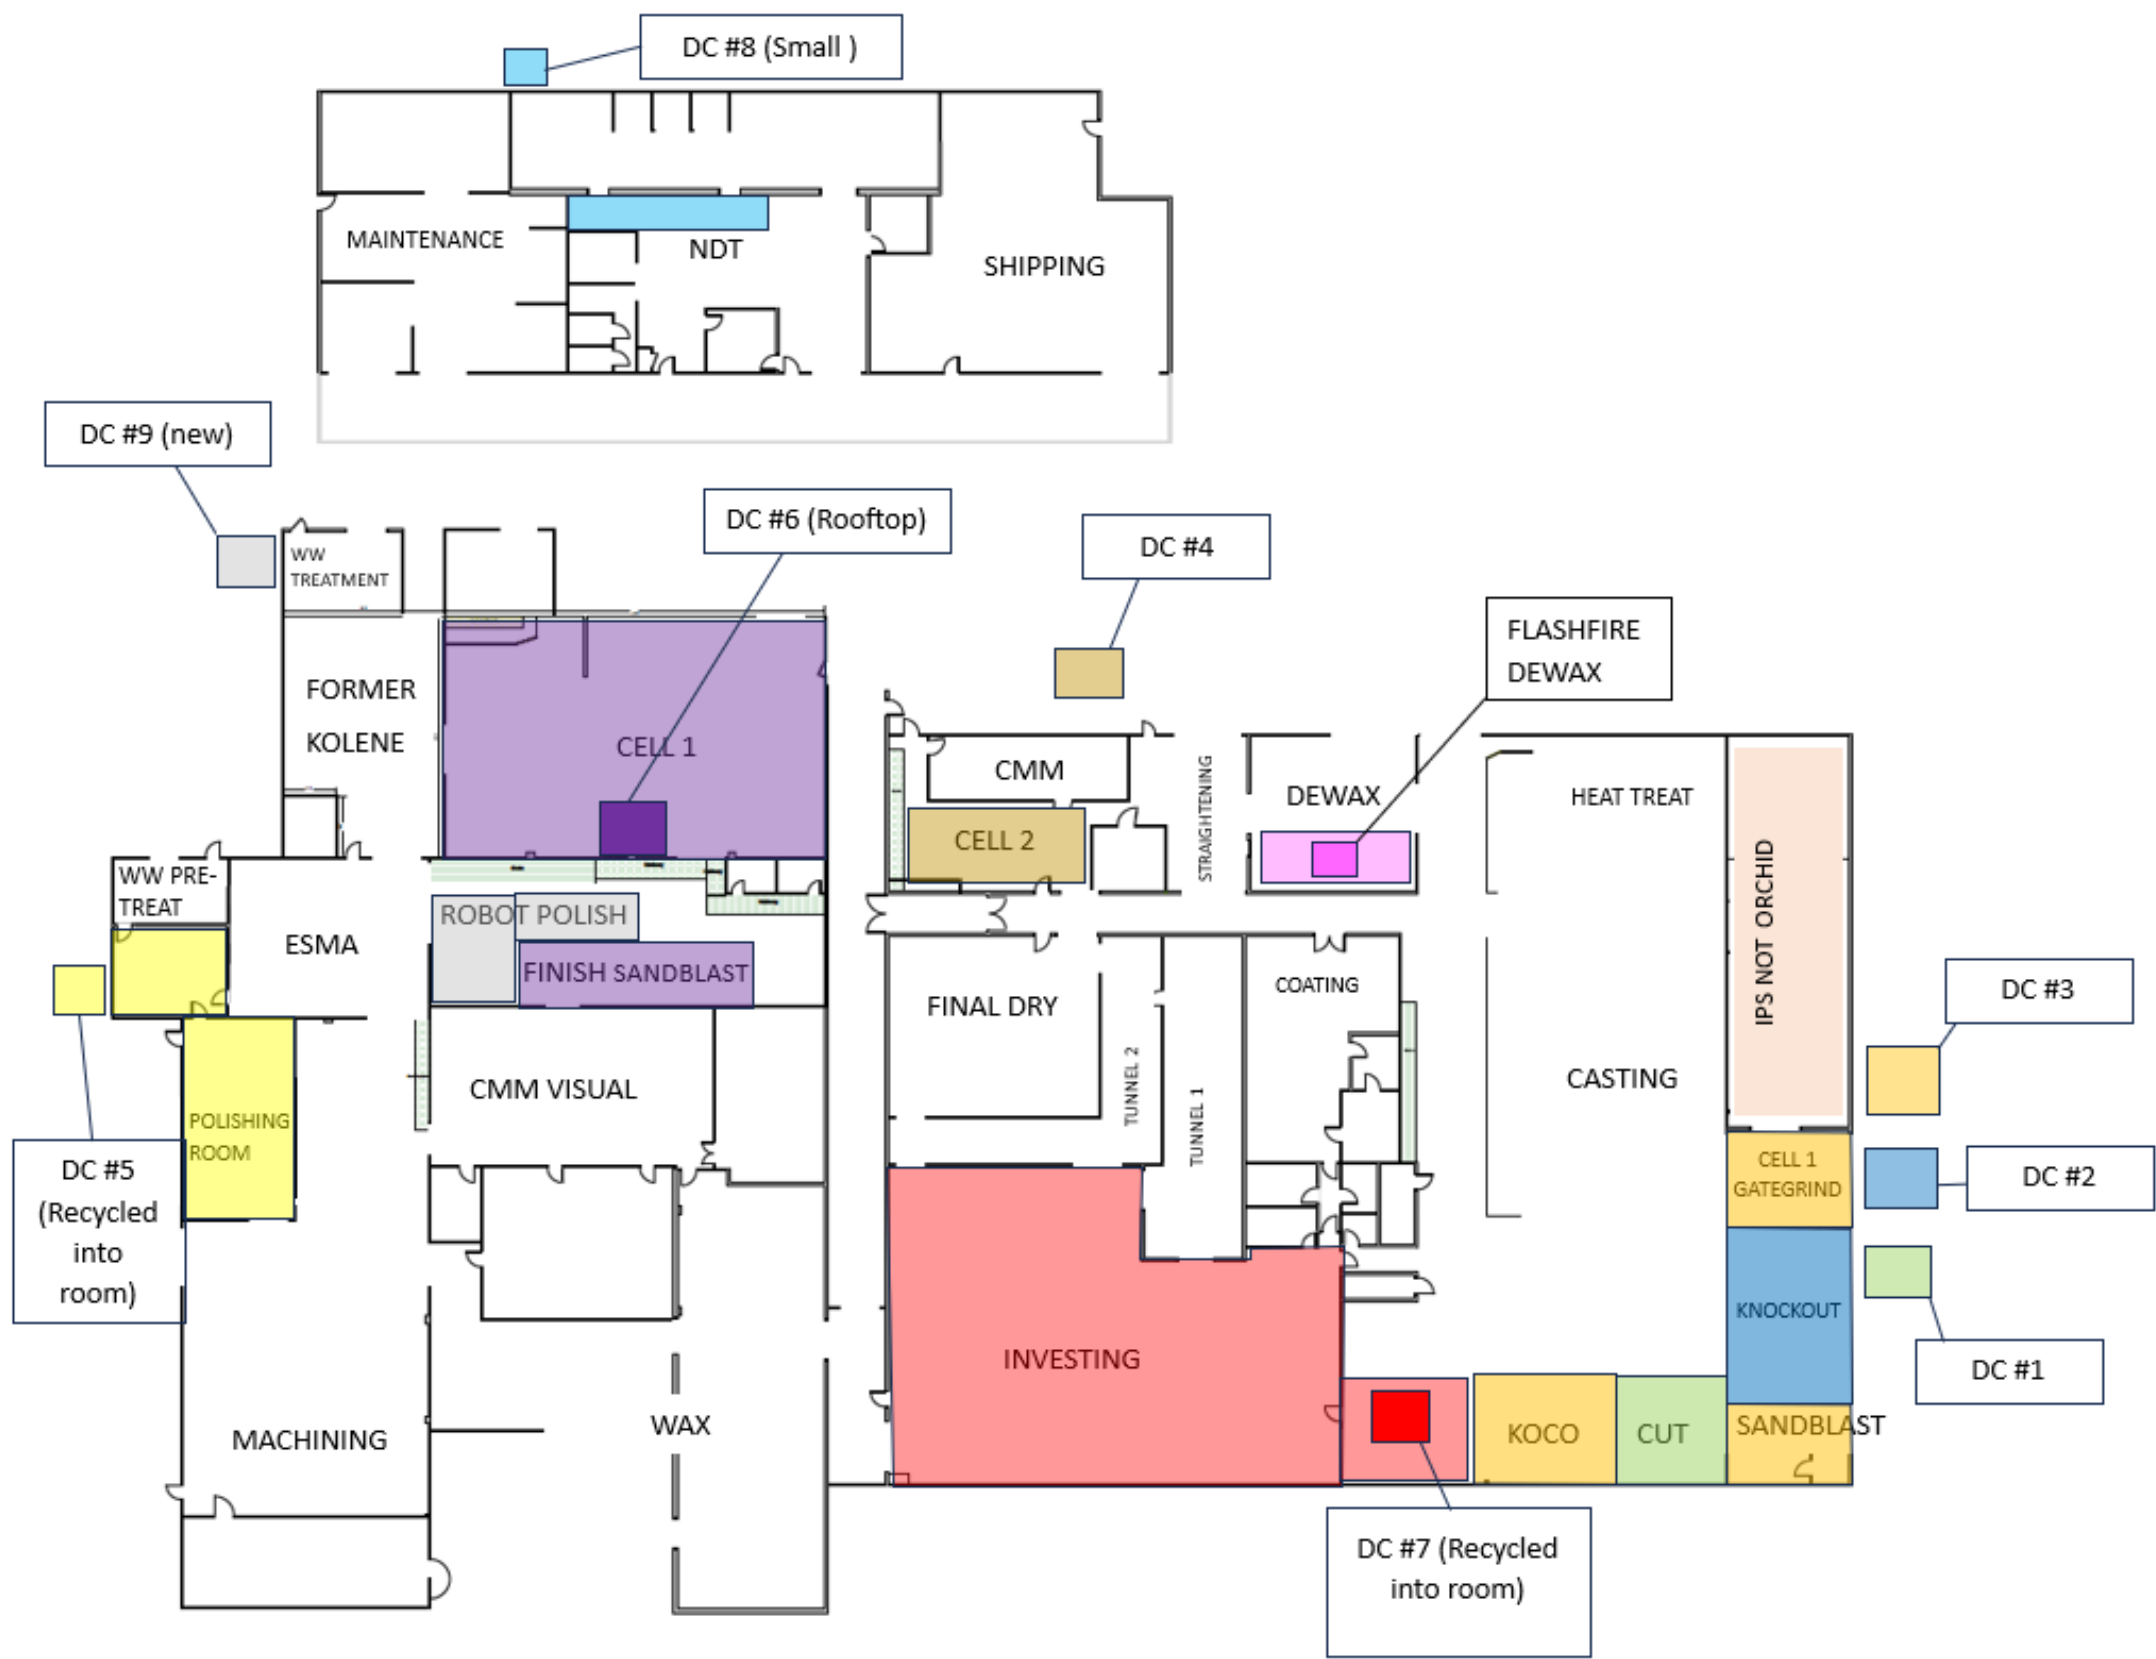 DC #8 (Small )
MAINTENANCE
NDT
SHIPPING
DC #9 (new)
DC #6 (Rooftop)
DC #4
WW
TREATMENT
FLASHFIRE
DEWAX
FORMER
KOLENE
CELL 1
CMM
STRAIGHTENING
DEWAX
HEAT TREAT
CELL 2
IPS NOT ORCHID
WW PRE-
TREAT
ROBOT POLISH
ESMA
FINISH SANDBLAST
FINAL DRY
COATING
DC #3
CMM VISUAL
TUNNEL 2
TUNNEL 1
CASTING
POLISHING
ROOM
CELL 1
GATEGRIND
DC #2
DC #5
(Recycled
into
room)
KNOCKOUT
INVESTING
DC #1
MACHINING
WAX
KOCO
CUT
SANDBLAST
DC #7 (Recycled
into room)